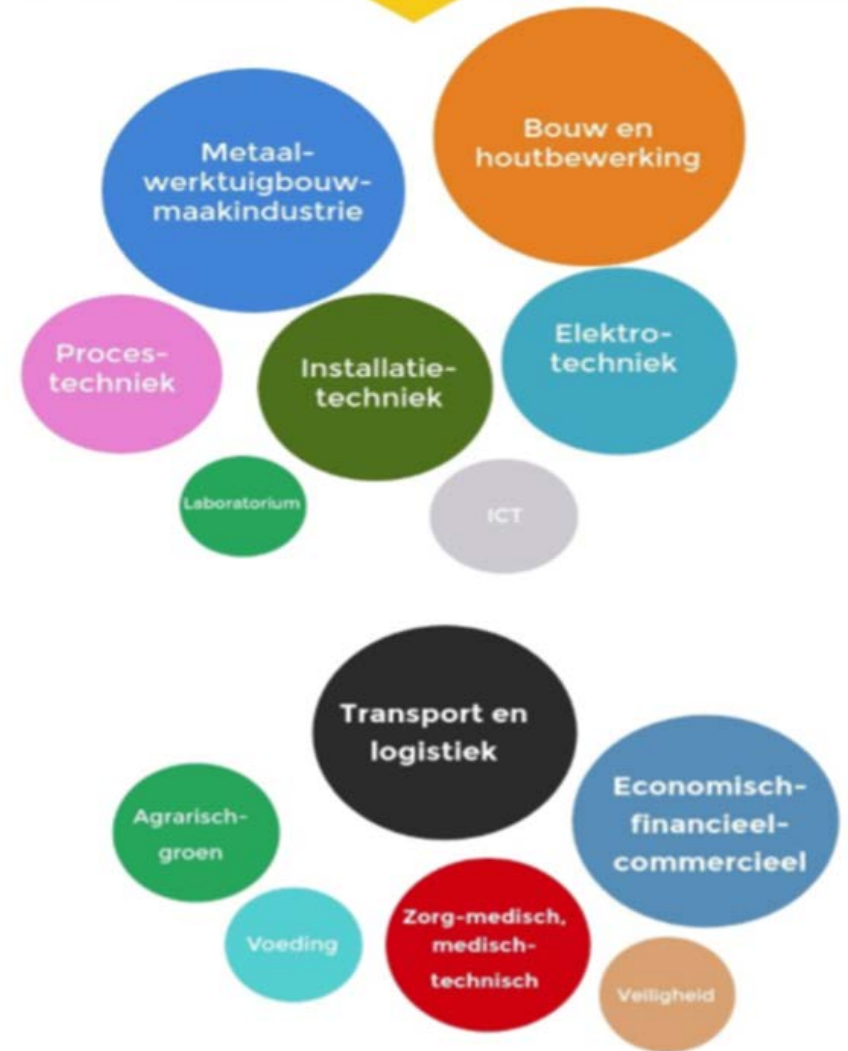 Bouw en
houtbewerking
Metaal-
werktuigbouw-
maakindustrie
Elektro-
techniek
Proces-
techniek
Installatie-
techniek
Laboratorium
ICT
Transport en
logistiek
Economisch-
financieel-
commercieel
Agrarisch-
groen
Zorg-medisch,
medisch-
technisch
Voeding
Veiligheid